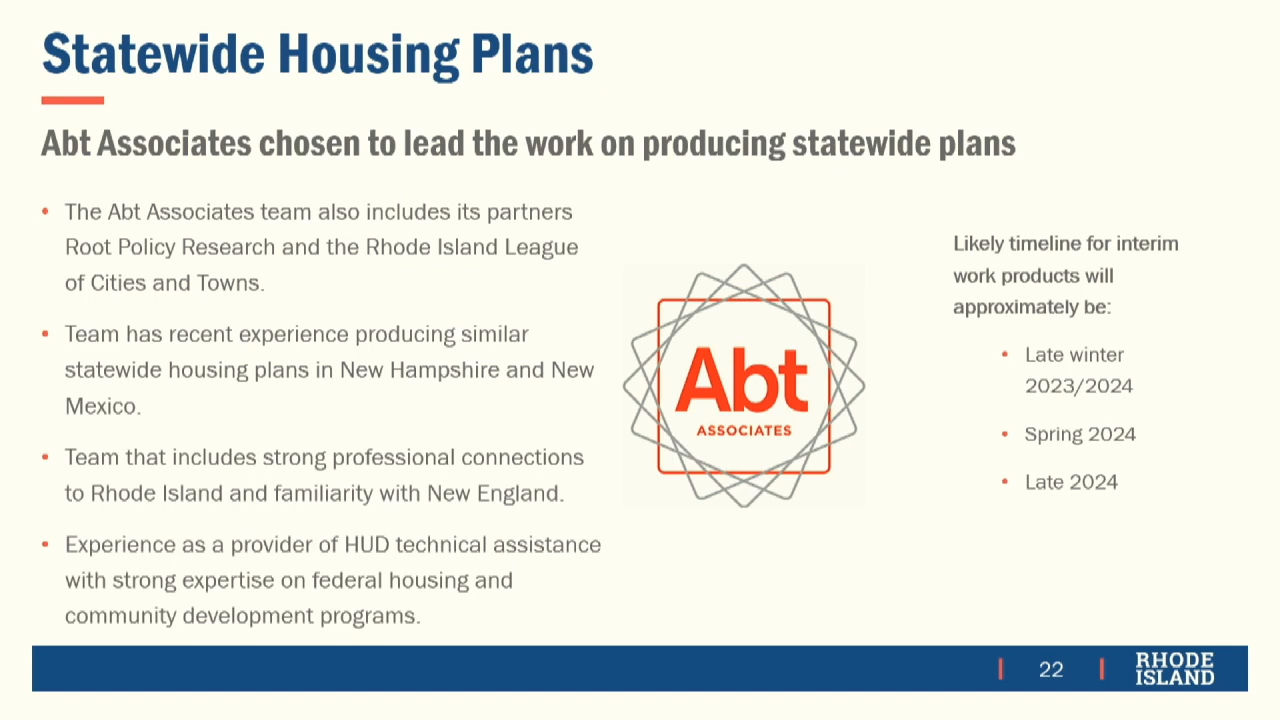 Statewide Housing Plans
Abt Associates chosen to lead the work on producing statewide plans
• The Abt Associates team also includes its partners
Root Policy Research and the Rhode Island League
of Cities and Towns.
• Team has recent experience producing similar
statewide housing plans in New Hampshire and New
Mexico.
• Team that includes strong professional connections
to Rhode Island and familiarity with New England.
• Experience as a provider of HUD technical assistance
with strong expertise on federal housing and
community development programs.
Abt
ASSOCIATES
Likely timeline for interim
work products will
approximately be:
• Late winter
2023/2024
• Spring 2024
• Late 2024
22
RHODE
ISLAND